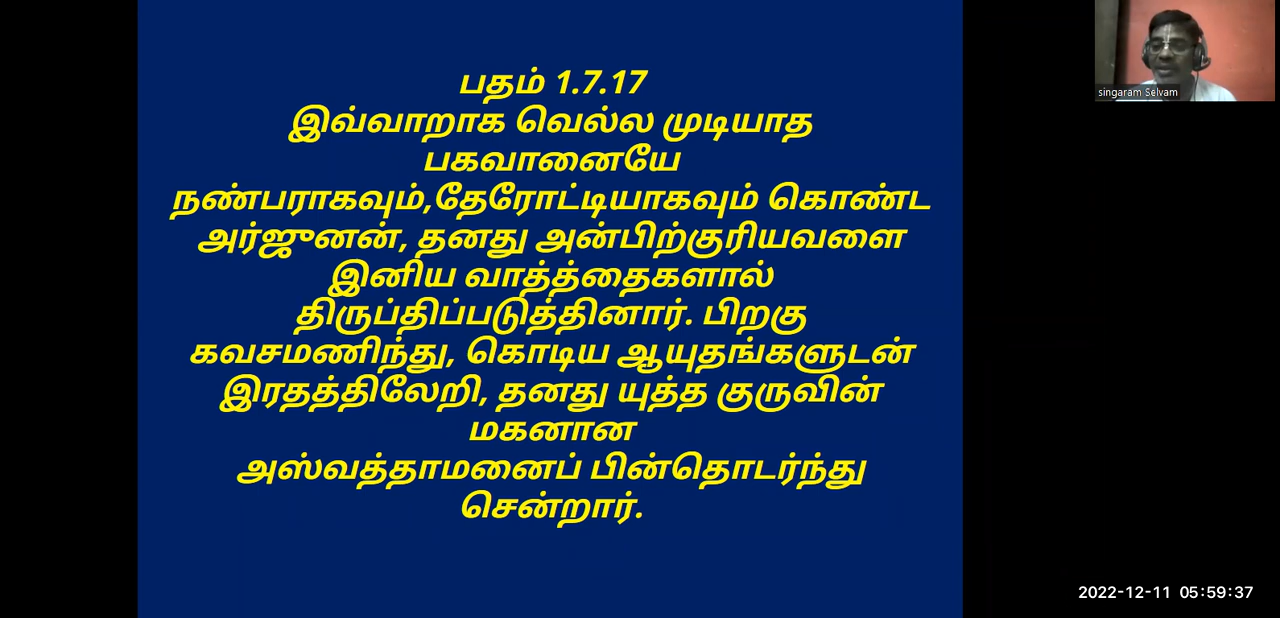 பதம் 1.7.17
இவ்வாறாக வெல்ல முடியாத
பகவானையே
நண்பராகவும்,தேரோட்டியாகவும் கொண்ட
அர்ஜுனன், தனது அன்பிற்குரியவளை
இனிய வாத்த்தைகளால்
திருப்திப்படுத்தினார். பிறகு
கவசமணிந்து, கொடிய ஆயுதங்களுடன்
இரதத்திலேறி, தனது யுத்த குருவின்
மகனான
அஸ்வத்தாமனைப் பின்தொடர்ந்து
சென்றார்.
singaram Selvam
2022-12-11 05:59:37